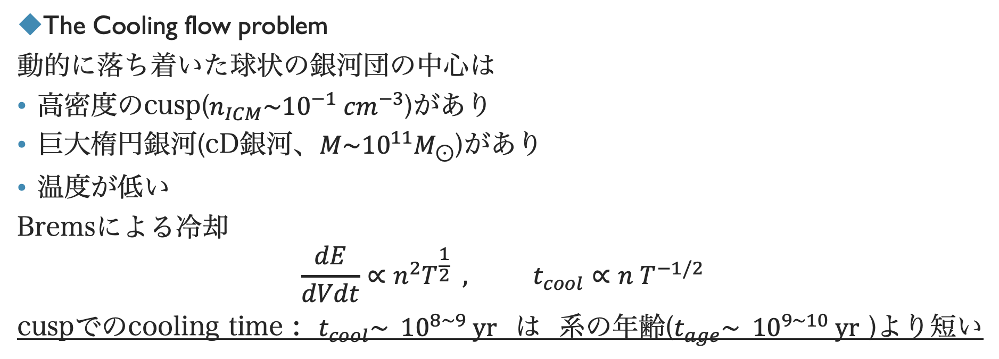 ◆The Cooling flow problem
動的に落ち着いた球状の銀河団の中心は
• 高密度のcusp($n_{ICM}$~$10^{-1}$ $cm^{-3}$)があり
• 巨大楕円銀河(cD銀河、$M$~$10^{11}M_{\odot}$)があり
• 温度が低い
Bremsによる冷却
$\frac{dE}{dVdt} \propto n^2 T^{\frac{1}{2}}$ , $t_{cool} \propto n\,T^{-1/2}$
cuspでのcooling time : $t_{cool}$~ $10^{8~9}$ yr は 系の年齢($t_{age}$~ $10^{9~10}$ yr )より短い